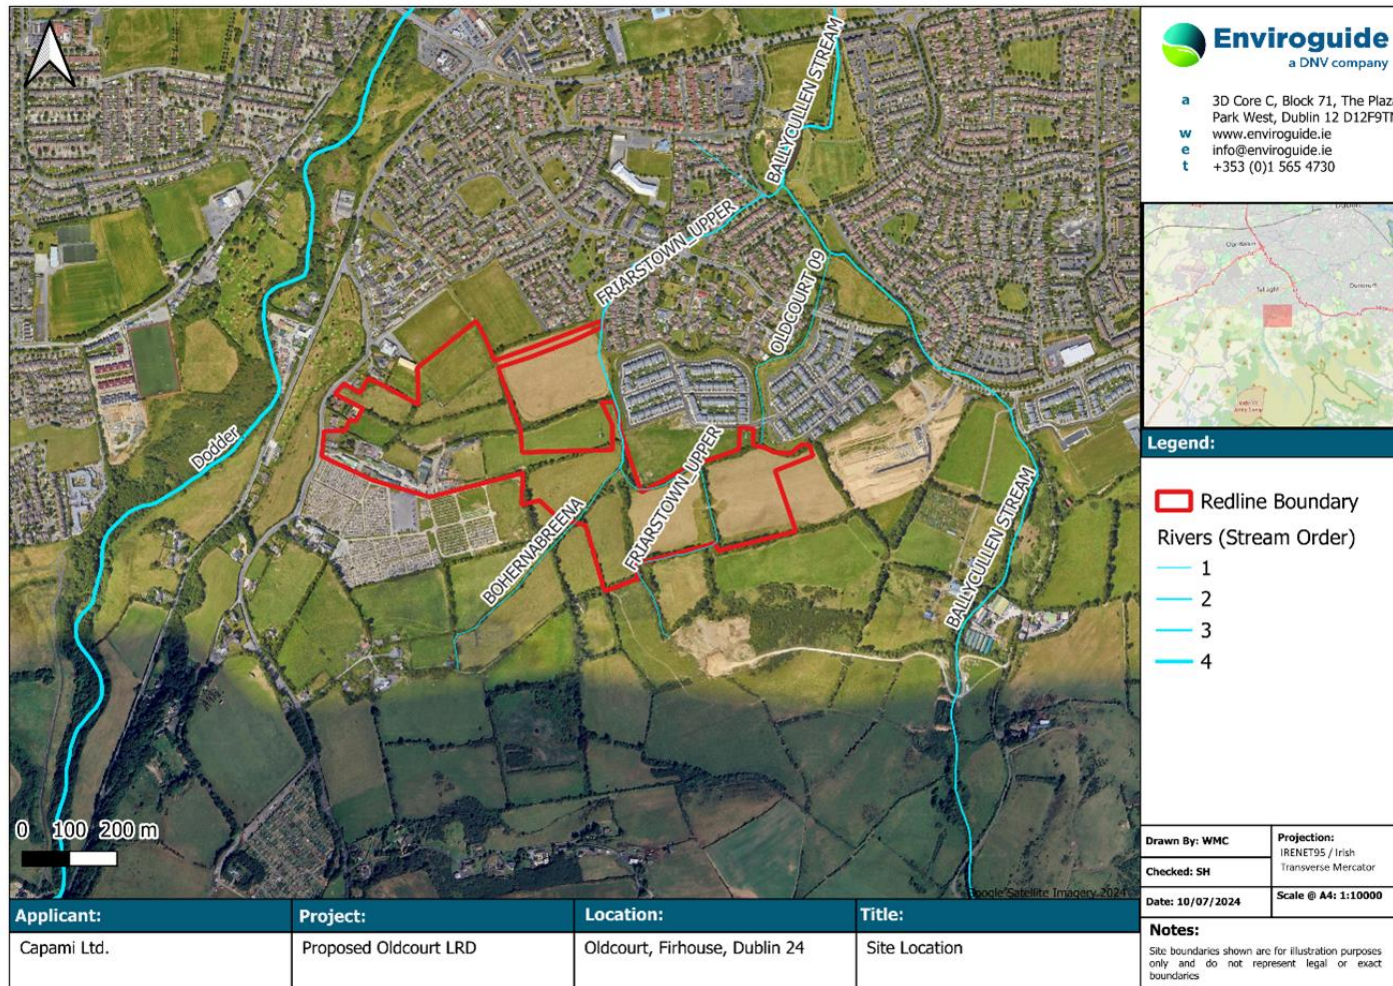 BALLYCULLEN STREAM
FRIARSTOWN_UPPER
OLDCOURT 09
Dodder
FRIARSTOWN_UPPER
BOHERNABREENA
BALLYCULLEN STREAM
0 100 200 m
Google Satellite Imagery 2024
Enviroguide
a DNV company
a 3D Core C, Block 71, The Plaz
Park West, Dublin 12 D12F9TN
w www.enviroguide.ie
e info@enviroguide.ie
t +353 (0)1 565 4730
Legend:
Redline Boundary
Rivers (Stream Order)
1
2
3
4
Drawn By: WMC
Checked: SH
Date: 10/07/2024
Projection:
IRENET95 / Irish
Transverse Mercator
Scale @ A4: 1:10000
Notes:
Site boundaries shown are for illustration purposes
only and do not represent legal or exact
boundaries
Applicant:
Capami Ltd.
Project:
Proposed Oldcourt LRD
Location:
Oldcourt, Firhouse, Dublin 24
Title:
Site Location